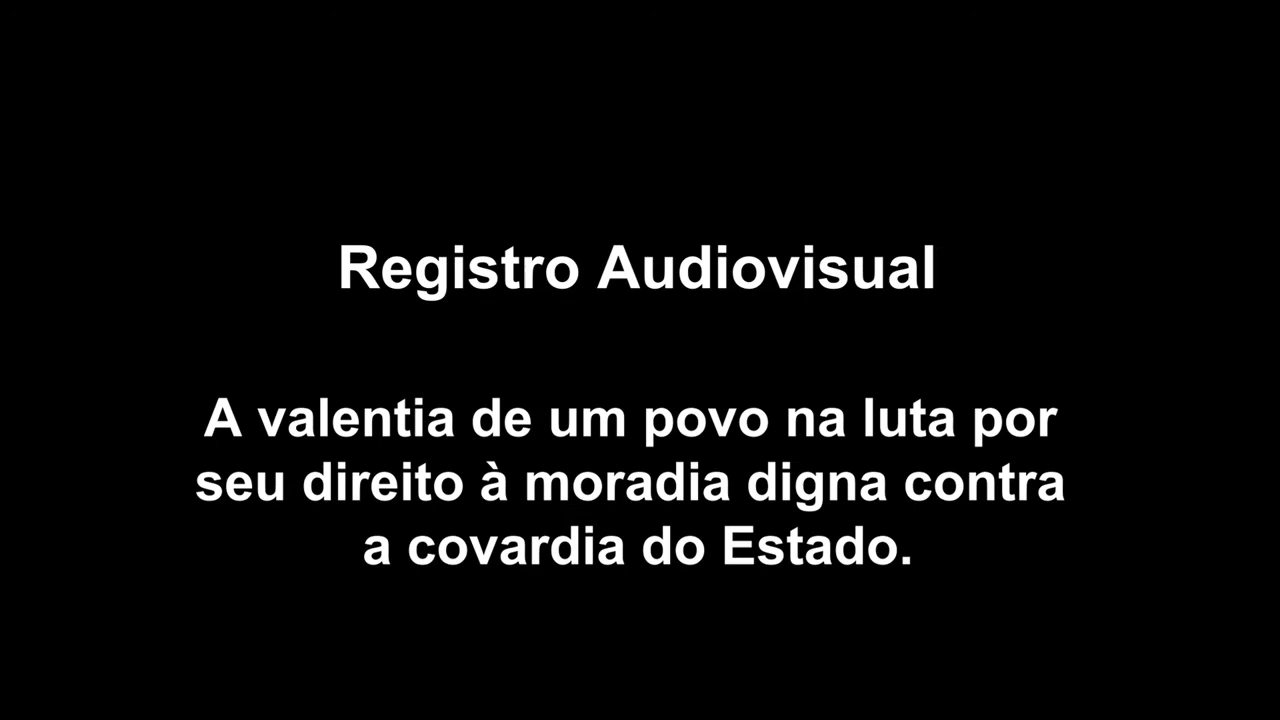 Registro Audiovisual
A valentia de um povo na luta por
seu direito à moradia digna contra
a covardia do Estado.